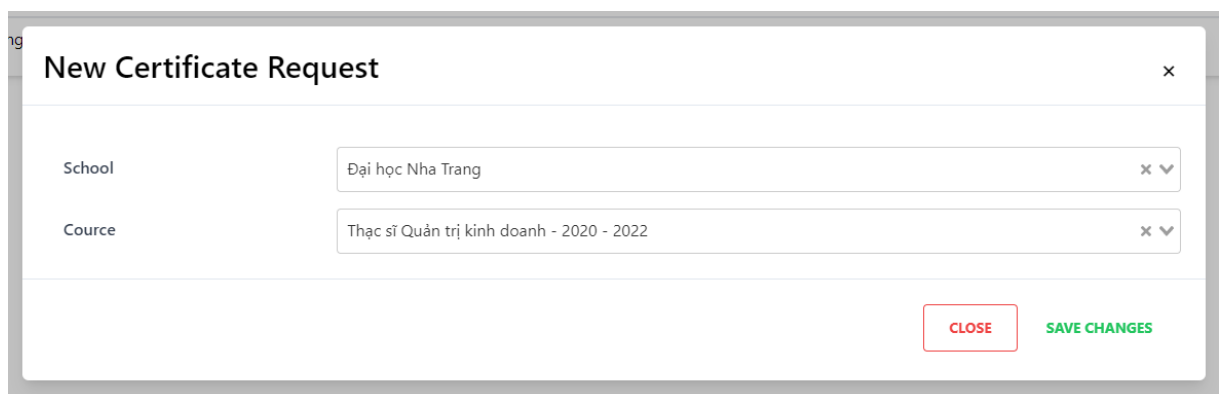 New Certificate Request
×
School
Đại học Nha Trang
Cource
Thạc sĩ Quản trị kinh doanh - 2020 - 2022
CLOSE
SAVE CHANGES